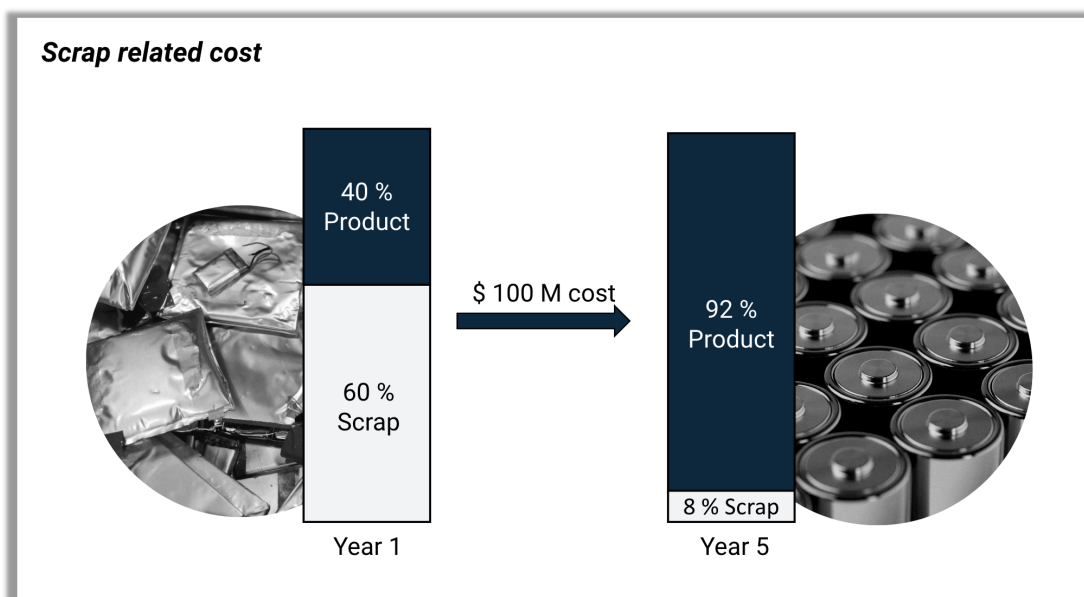 Scrap related cost
40 %
Product
60 %
Scrap
Year 1
$ 100 M cost
92 %
Product
8 % Scrap
Year 5